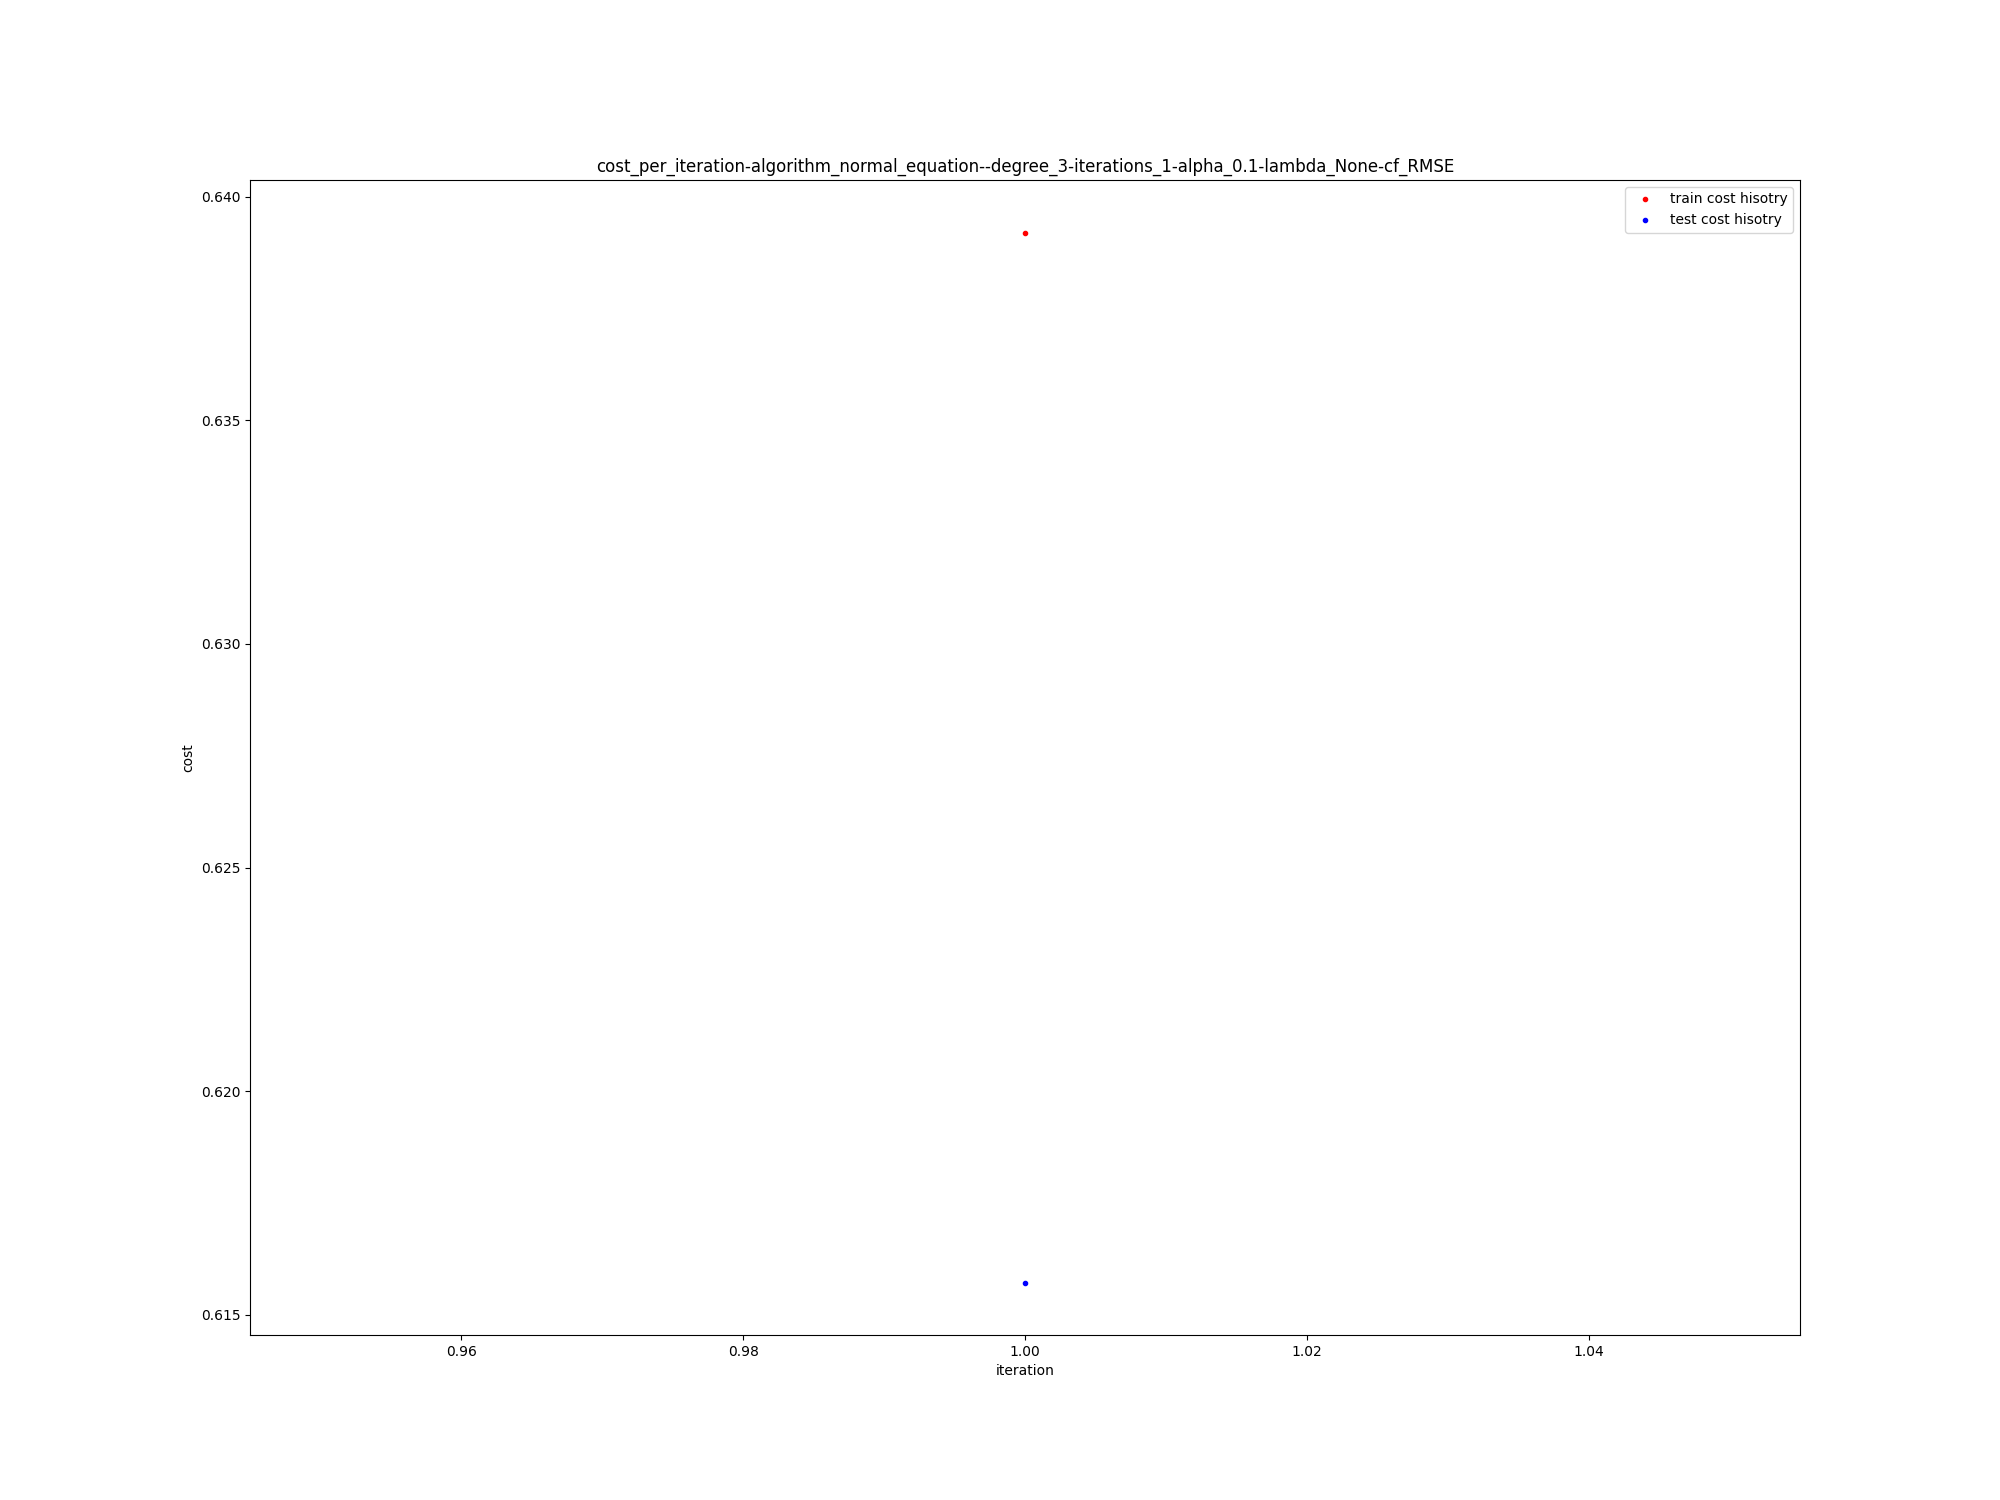 cost_per_iteration-algorithm_normal_equation--degree_3-iterations_1-alpha_0.1-lambda_None-cf_RMSE
train cost hisotry
test cost hisotry
0.640
0.635
0.630
0.625
0.620
0.615
cost
0.96
0.98
1.00
1.02
1.04
iteration